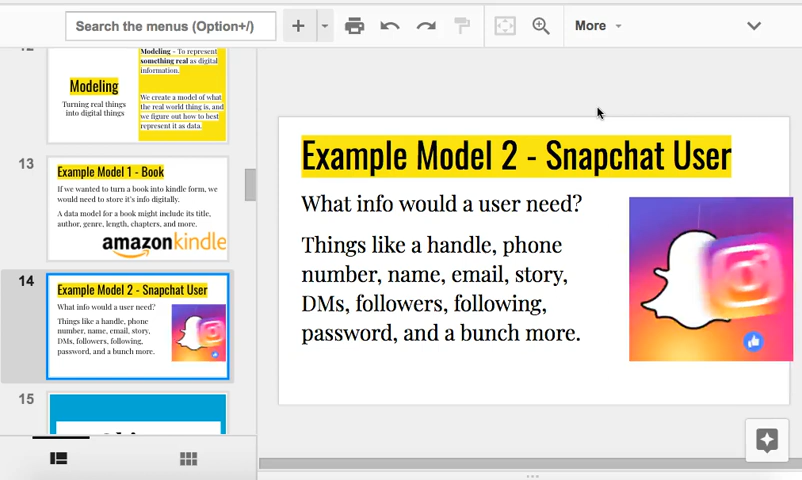 Search the menus (Option+/)
More
12
Modeling - To represent
something real as digital
information.
Modeling
Turning real things
into digital things
We create a model of what
the real world thing is, and
we figure out how to best
represent it as data.
13
Example Model 1 - Book
If we wanted to turn a book into kindle form, we
would need to store it's info digitally.
A data model for a book might include its title,
author, genre, length, chapters, and more.
amazonkindle
14
Example Model 2 - Snapchat User
What info would a user need?
Things like a handle, phone
number, name, email, story,
DMs, followers, following,
password, and a bunch more.
15
Example Model 2 - Snapchat User
What info would a user need?
Things like a handle, phone
number, name, email, story,
DMs, followers, following,
password, and a bunch more.